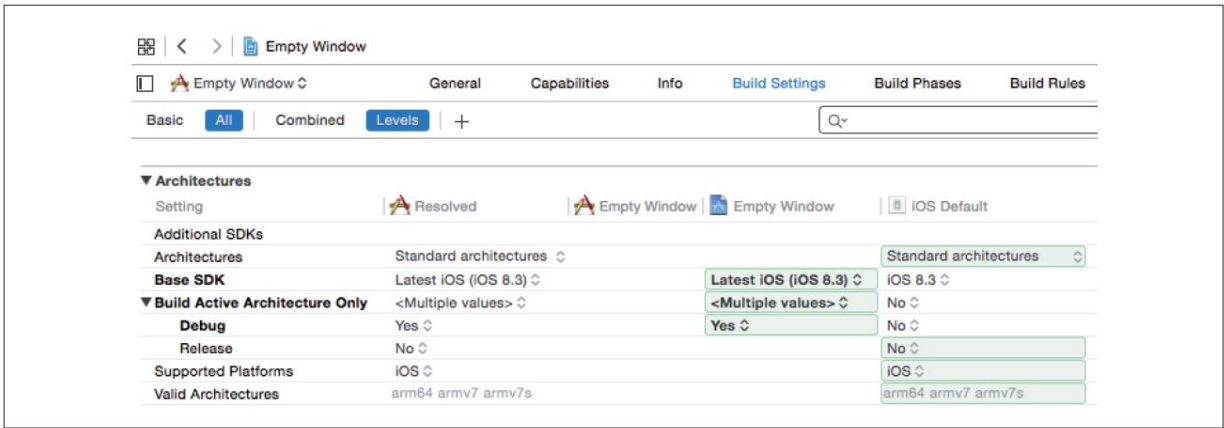 Empty Window
Empty Window General Capabilities Info Build Settings Build Phases Build Rules
Basic All Combined Levels +
Architectures
Setting Resolved Empty Window Empty Window iOS Default
Additional SDKs
Architectures Standard architectures Standard architectures
Base SDK Latest iOS (iOS 8.3) Latest iOS (iOS 8.3) iOS 8.3
Build Active Architecture Only <Multiple values> <Multiple values> No
Debug Yes Yes No
Release No No
Supported Platforms iOS iOS
Valid Architectures arm64 armv7 armv7s arm64 armv7 armv7s